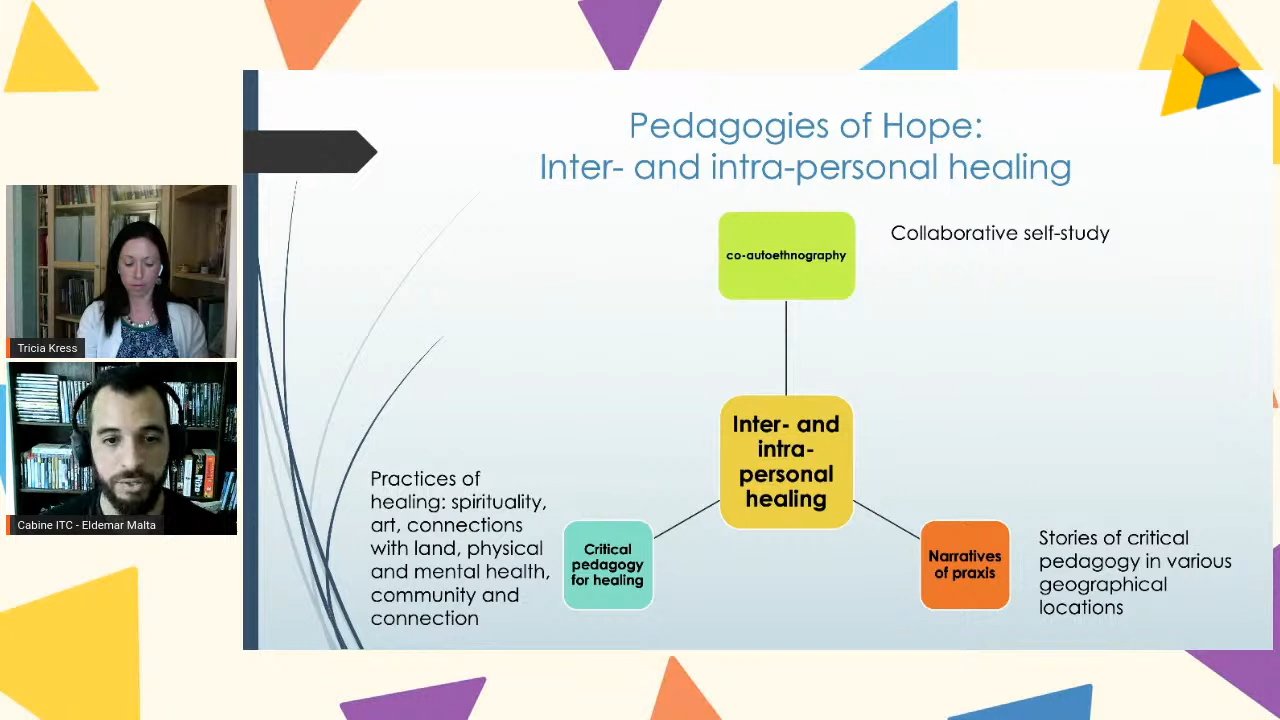 Pedagogies of Hope:
Inter- and intra-personal healing
co-autoethnography
Collaborative self-study
Inter- and
intra-
personal
healing
Practices of
healing: spirituality,
art, connections
with land, physical
and mental health,
community and
connection
Critical
pedagogy
for healing
Narratives
of praxis
Stories of critical
pedagogy in various
geographical
locations
Tricia Kress
Cabine ITC - Eldemar Malta